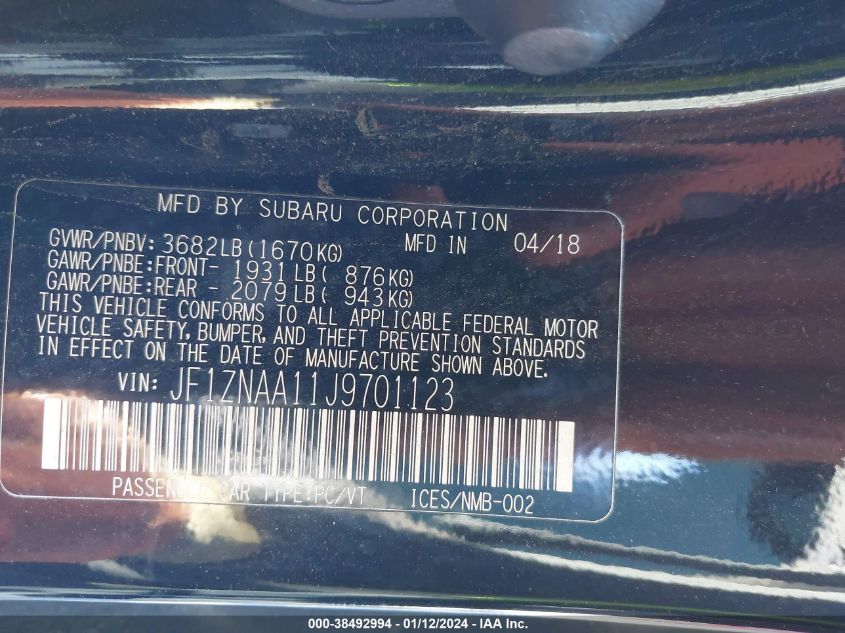 MFD BY SUBARU CORPORATION
GVWR/PNBV: 3682LB(1670KG) MFD IN 04/18
GAWR/PNBE:FRONT- 1931LB( 876KG)
GAWR/PNBE:REAR - 2079LB( 943KG)
THIS VEHICLE CONFORMS TO ALL APPLICABLE FEDERAL MOTOR
VEHICLE SAFETY, BUMPER, AND THEFT PREVENTION STANDARDS
IN EFFECT ON THE DATE OF MANUFACTURE SHOWN ABOVE.
VIN: JF1ZNAA11J9701123
PASSENGER CAR TYPE:PC/VT ICES/NMB-002
000-38492994 - 01/12/2024 - IAA Inc.